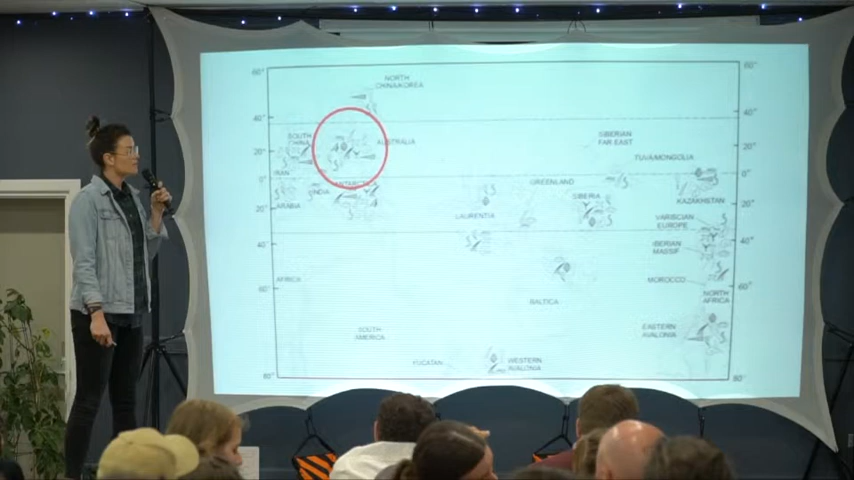 60°
60°
NORTH
CHINA/KOREA
40°
40°
SOUTH
CHINA
AUSTRALIA
SIBERIAN
FAR EAST
20°
20°
TUVA/MONGOLIA
IRAN
0°
0°
ANTARCTICA
GREENLAND
INDIA
SIBERIA
KAZAKHSTAN
ARABIA
20°
20°
LAURENTIA
VARISCIAN
EUROPE
40°
40°
IBERIAN
MASSIF
AFRICA
MOROCCO
60°
60°
NORTH
AFRICA
BALTICA
SOUTH
AMERICA
EASTERN
AVALONIA
YUCATAN
WESTERN
AVALONIA
80°
80°